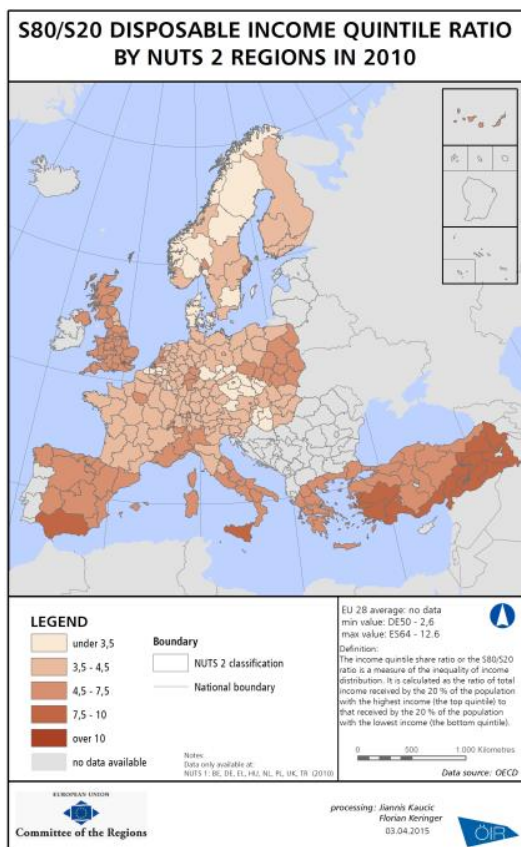 S80/S20 DISPOSABLE INCOME QUINTILE RATIO
BY NUTS 2 REGIONS IN 2010
LEGEND
under 3,5
3,5 - 4,5
4,5 - 7,5
7,5 - 10
over 10
no data available
Boundary
NUTS 2 classification
National boundary
Notes:
Data only available at:
NUTS 1: BE, DE, EL, HU, NL, PL, UK, TR (2010)
EU 28 average: no data
min value: DE50 - 2,6
max value: ES64 - 12.6
Definition:
The income quintile share ratio or the S80/S20
ratio is a measure of the inequality of income
distribution. It is calculated as the ratio of total
income received by the 20 % of the population
with the highest income (the top quintile) to
that received by the 20 % of the population
with the lowest income (the bottom quintile).
0 500 1.000 Kilometres
Data source: OECD
EUROPEAN UNION
Committee of the Regions
processing: Jiannis Kaucic
Florian Keringer
03.04.2015
ÖIR